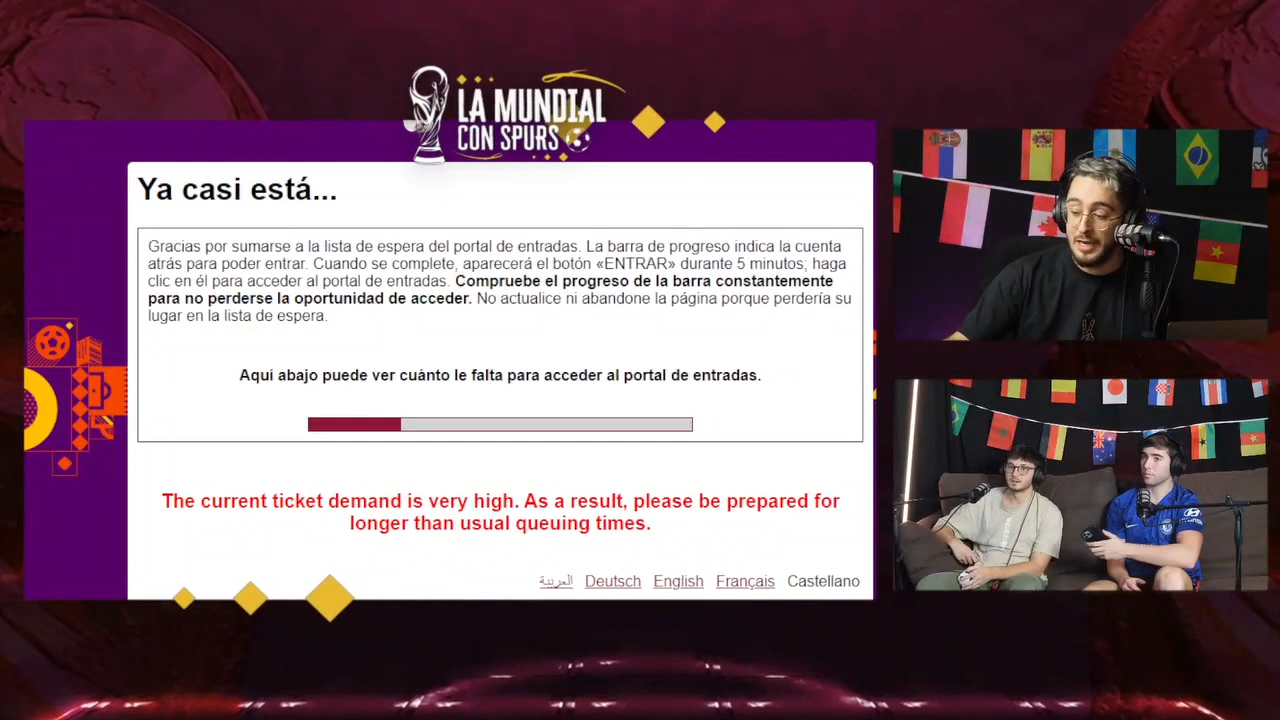 LA MUNDIAL
CON SPURS
Ya casi está...
Gracias por sumarse a la lista de espera del portal de entradas. La barra de progreso indica la cuenta
atrás para poder entrar. Cuando se complete, aparecerá el botón «ENTRAR» durante 5 minutos; haga
clic en él para acceder al portal de entradas. Compruebe el progreso de la barra constantemente
para no perderse la oportunidad de acceder. No actualice ni abandone la página porque perdería su
lugar en la lista de espera.
Aquí abajo puede ver cuánto le falta para acceder al portal de entradas.
The current ticket demand is very high. As a result, please be prepared for
longer than usual queuing times.
العربية Deutsch English Français Castellano
HYUNDAI